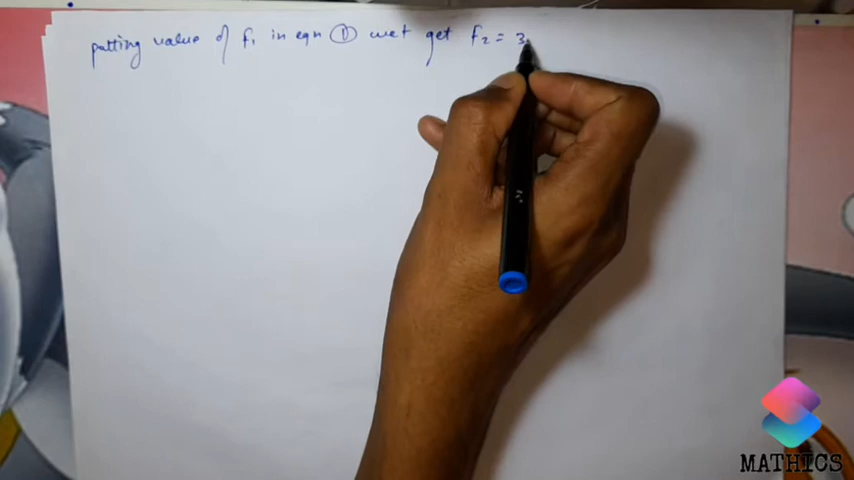 putting value of f₁ in eqn ① we t get f₂ = 3
MATHICS